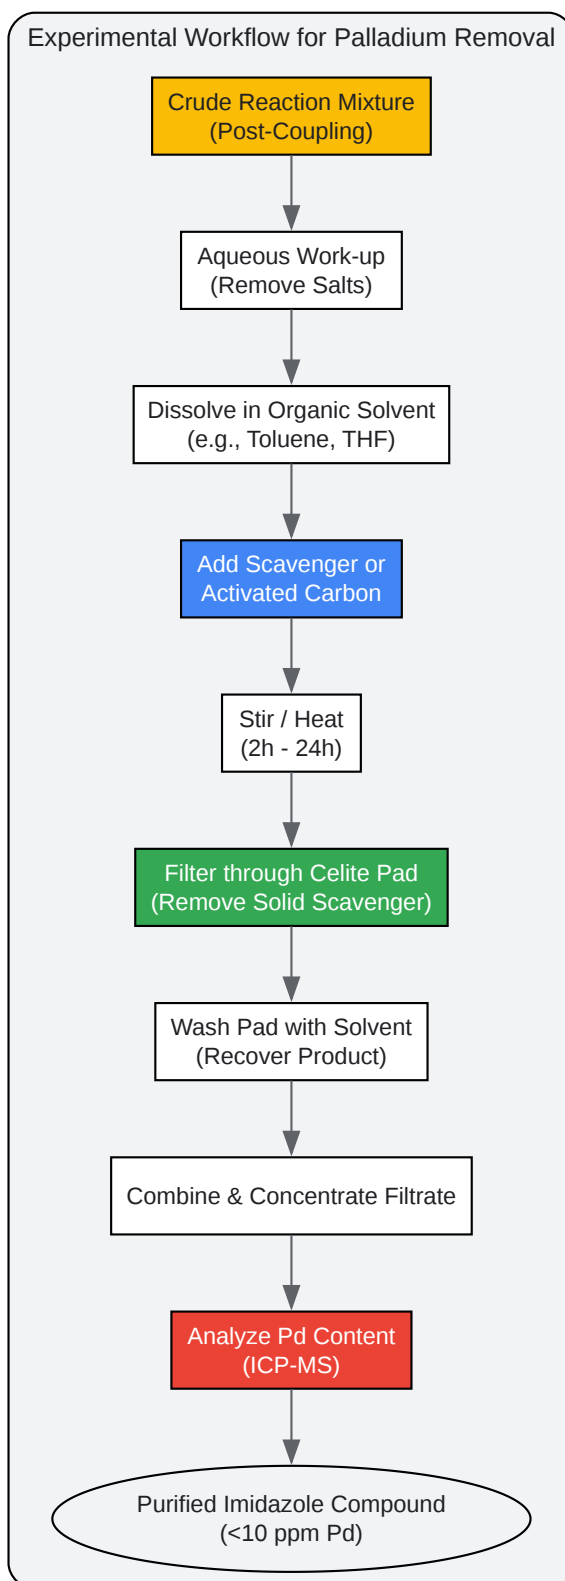 Experimental Workflow for Palladium Removal
Crude Reaction Mixture
(Post-Coupling)
Aqueous Work-up
(Remove Salts)
Dissolve in Organic Solvent
(e.g., Toluene, THF)
Add Scavenger or
Activated Carbon
Stir / Heat
(2h - 24h)
Filter through Celite Pad
(Remove Solid Scavenger)
Wash Pad with Solvent
(Recover Product)
Combine & Concentrate Filtrate
Analyze Pd Content
(ICP-MS)
Purified Imidazole Compound
(<10 ppm Pd)